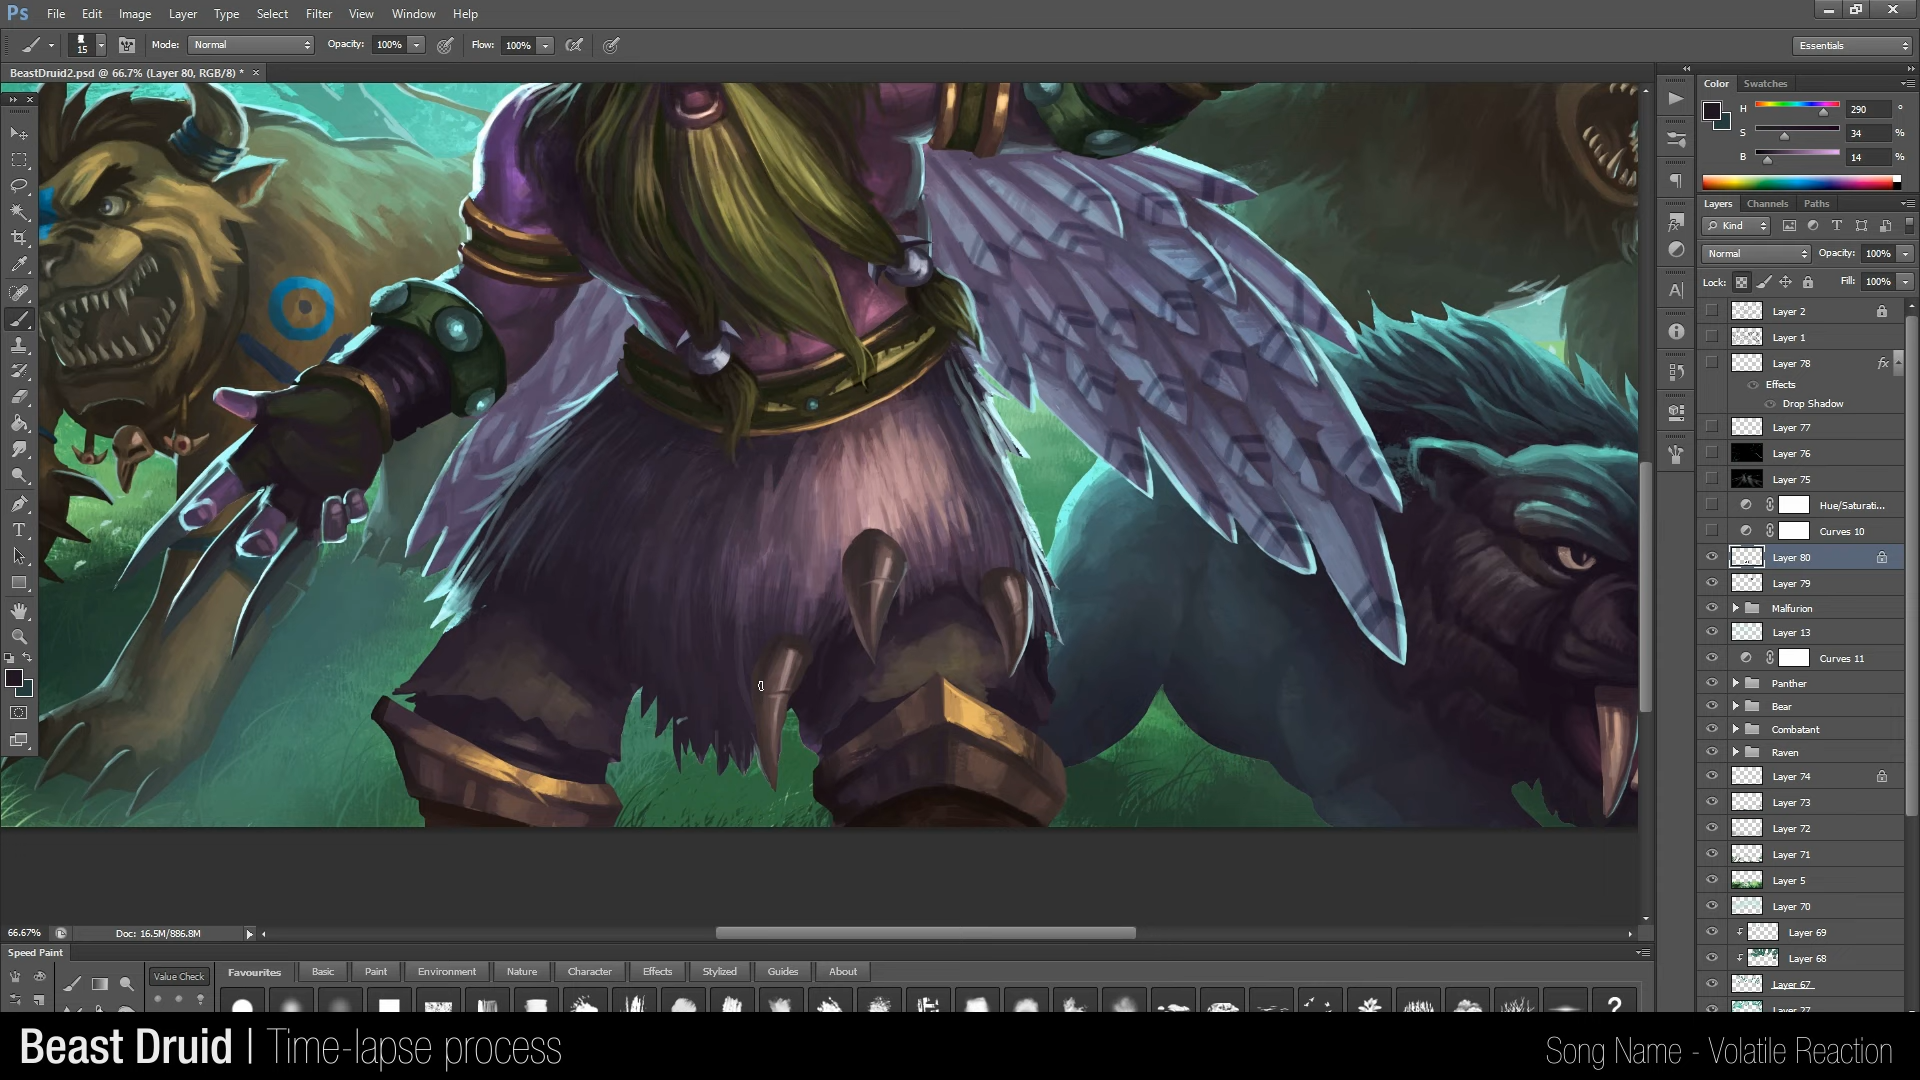 Ps File Edit Image Layer Type Select Filter View Window Help
15 Mode: Normal Opacity: 100% Flow: 100% Essentials
BeastDruid2.psd @ 66.7% (Layer 80, RGB/8) * ×
Color Swatches
H 290 °
S 34 %
B 14 %
Layers Channels Paths
Kind
Normal Opacity: 100%
Lock: Fill: 100%
Layer 2
Layer 1
Layer 78 fx
Effects
Drop Shadow
Layer 77
Layer 76
Layer 75
Hue/Saturati...
Curves 10
Layer 80
Layer 79
Malfurion
Layer 13
Curves 11
Panther
Bear
Combatant
Raven
Layer 74
Layer 73
Layer 72
Layer 71
Layer 5
Layer 70
Layer 69
Layer 68
Layer 67
Layer 27
66.67% Doc: 16.5M/886.8M
Speed Paint
Value Check Favourites Basic Paint Environment Nature Character Effects Stylized Guides About
?
Beast Druid | Time-lapse process
Song Name - Volatile Reaction